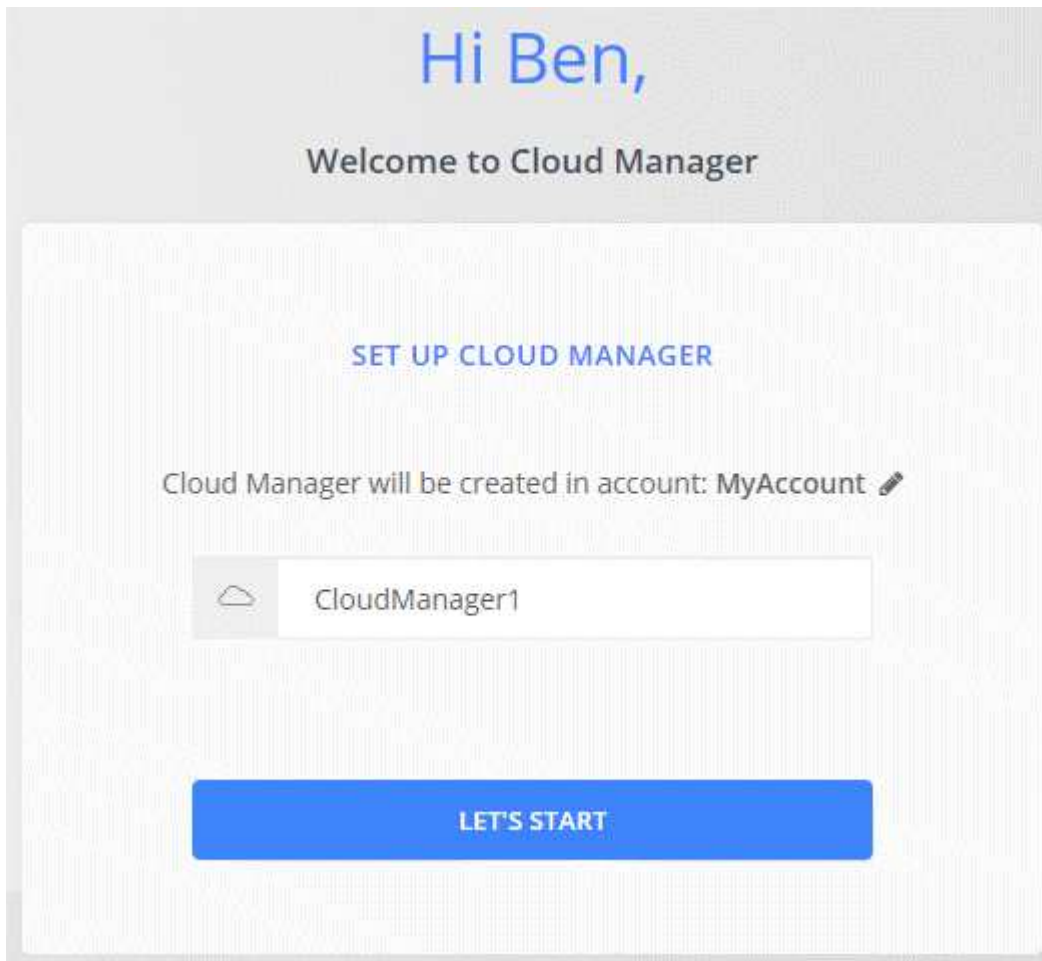 Hi Ben,
Welcome to Cloud Manager
SET UP CLOUD MANAGER
Cloud Manager will be created in account: MyAccount
CloudManager1
LET'S START